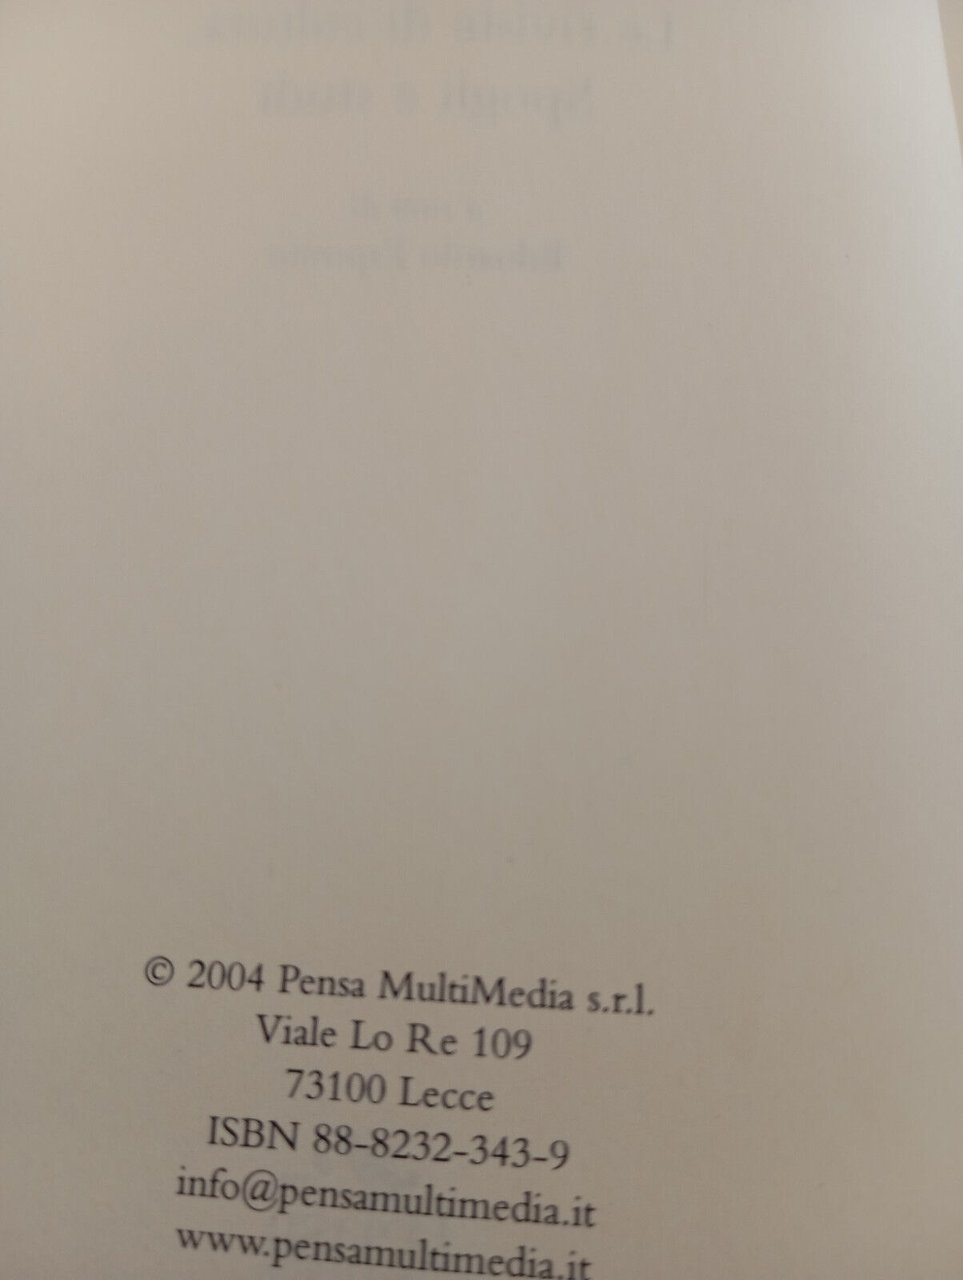 © 2004 Pensa MultiMedia s.r.l.
Viale Lo Re 109
73100 Lecce
ISBN 88-8232-343-9
info@pensamultimedia.it
www.pensamultimedia.it